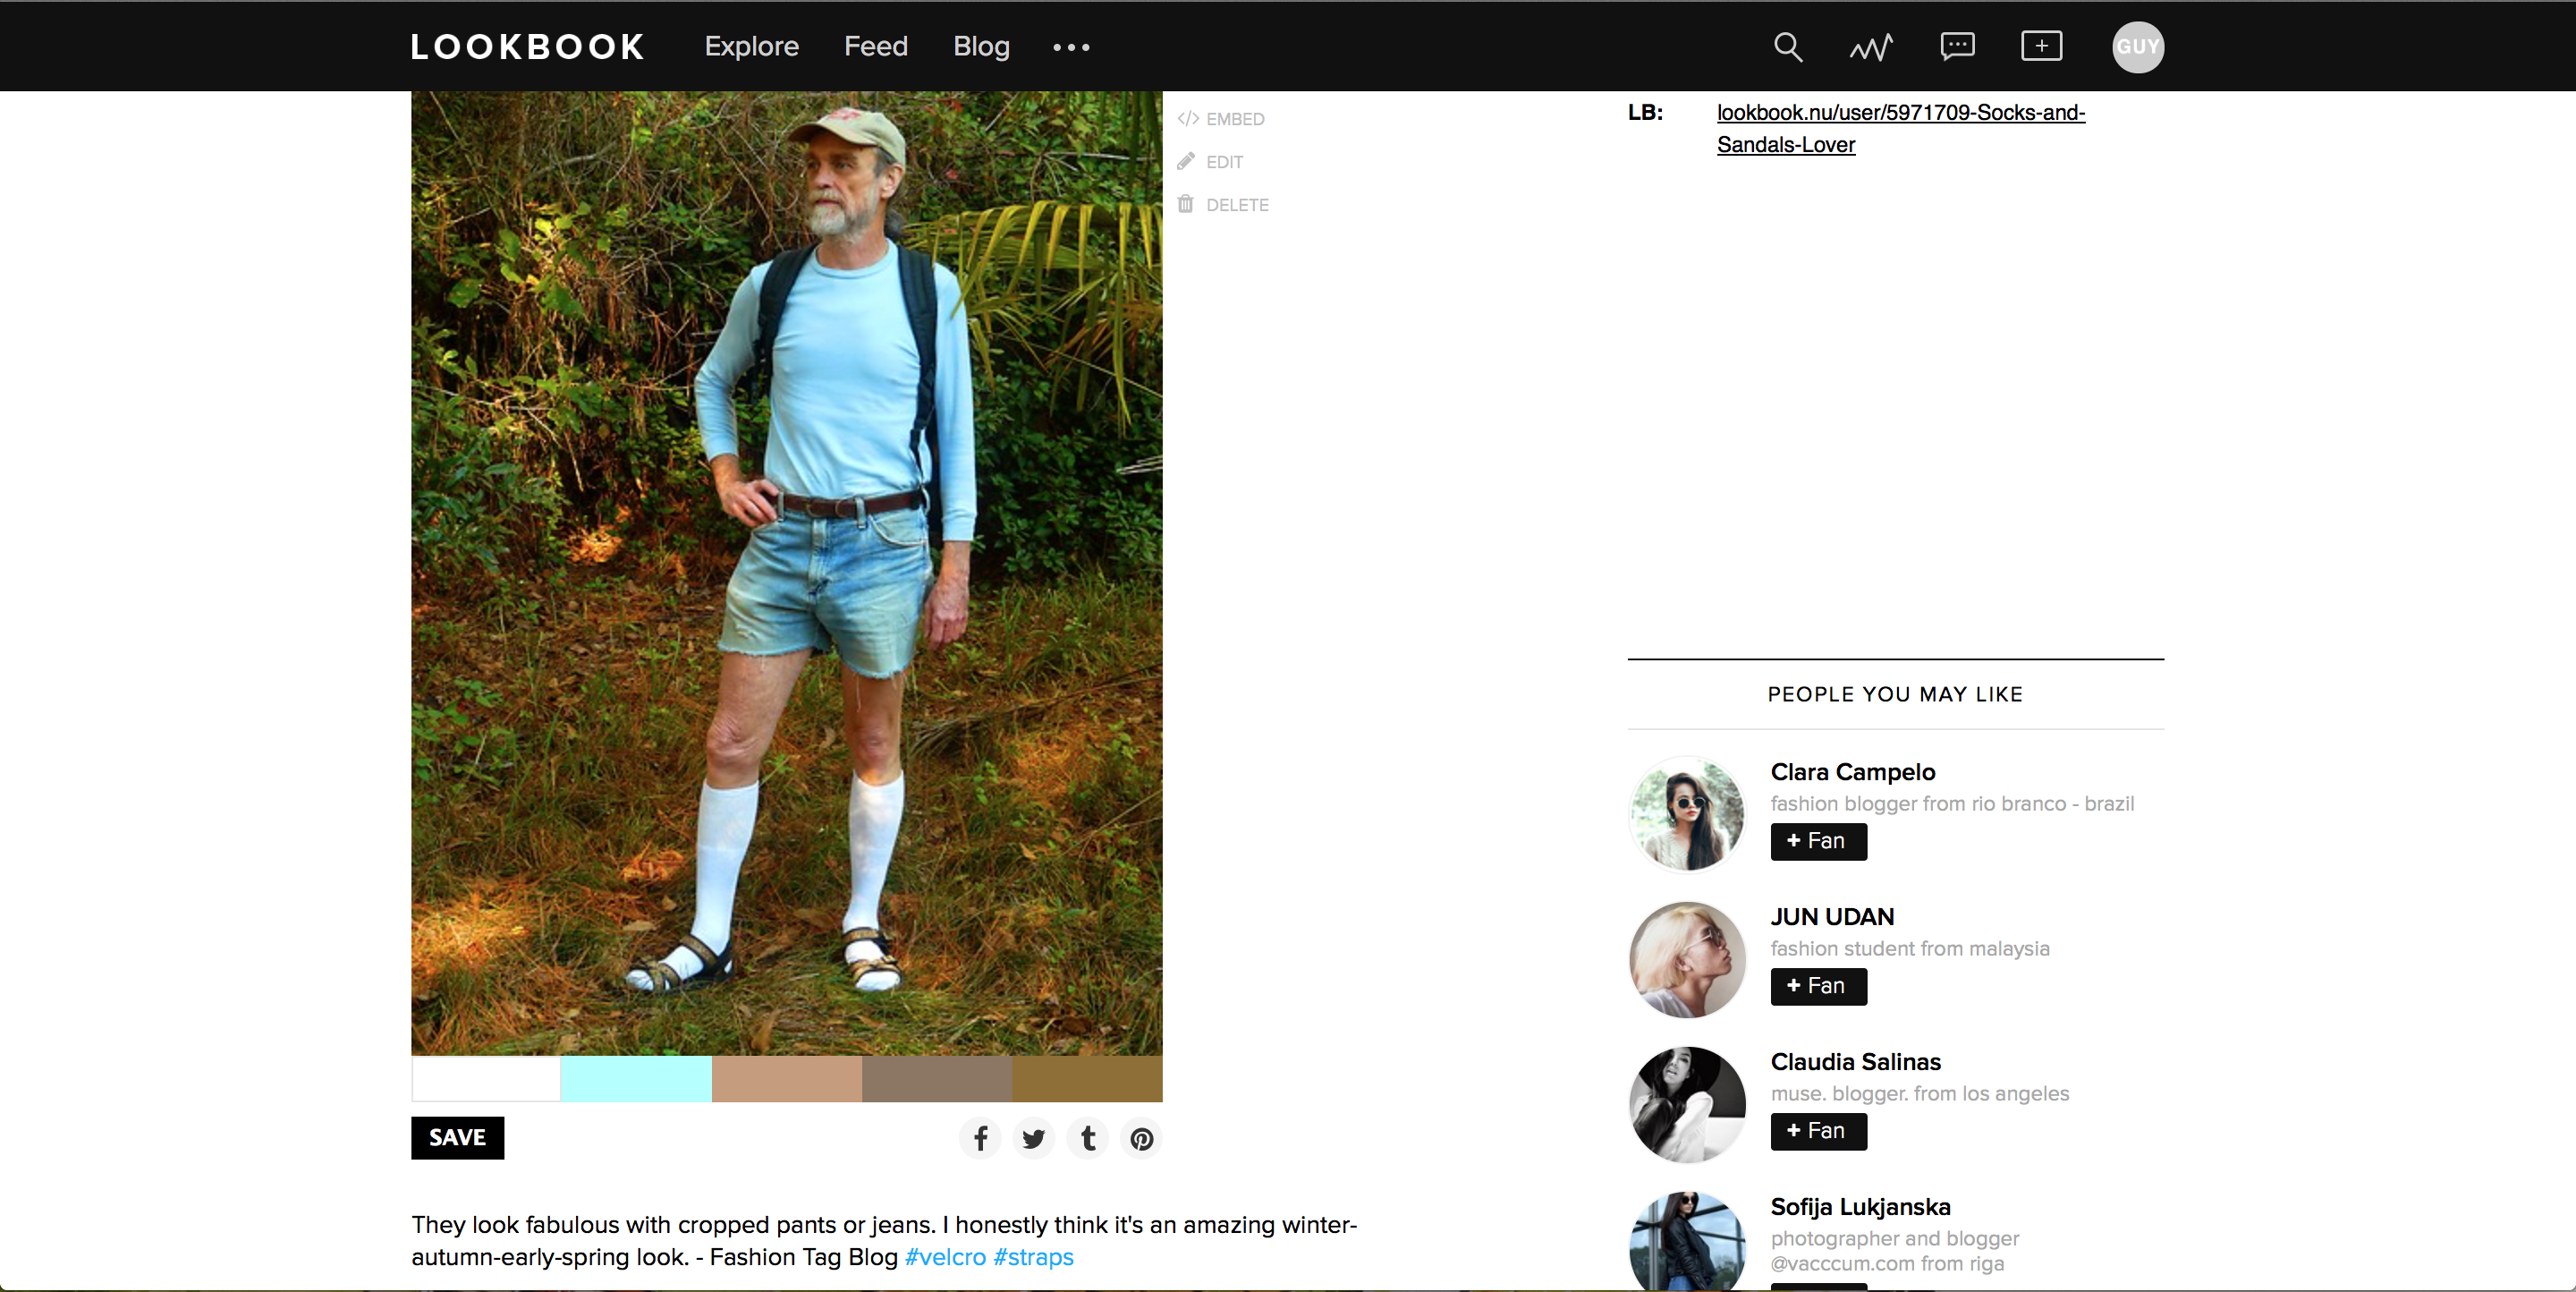 LOOKBOOK Explore Feed Blog •••
GUY
EMBED
EDIT
DELETE
LB: lookbook.nu/user/5971709-Socks-and-
Sandals-Lover
PEOPLE YOU MAY LIKE
Clara Campelo
fashion blogger from rio branco - brazil
+ Fan
JUN UDAN
fashion student from malaysia
+ Fan
Claudia Salinas
muse. blogger. from los angeles
+ Fan
Sofija Lukjanska
photographer and blogger
@vacccum.com from riga
SAVE
They look fabulous with cropped pants or jeans. I honestly think it's an amazing winter-
autumn-early-spring look. - Fashion Tag Blog #velcro #straps